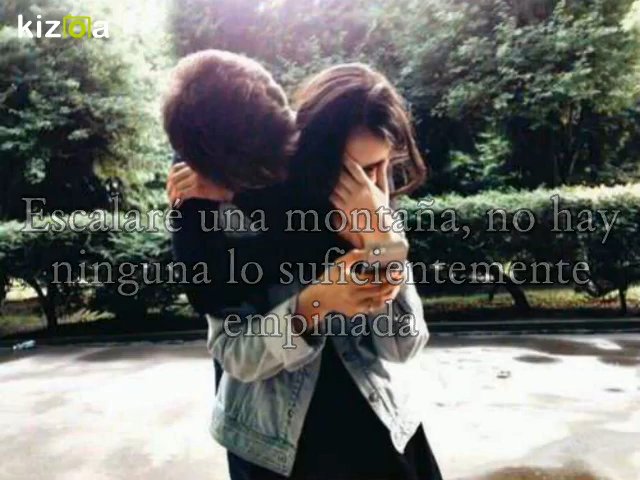 kizoa
Escalaré una montaña, no hay
ninguna lo suficientemente
empinada